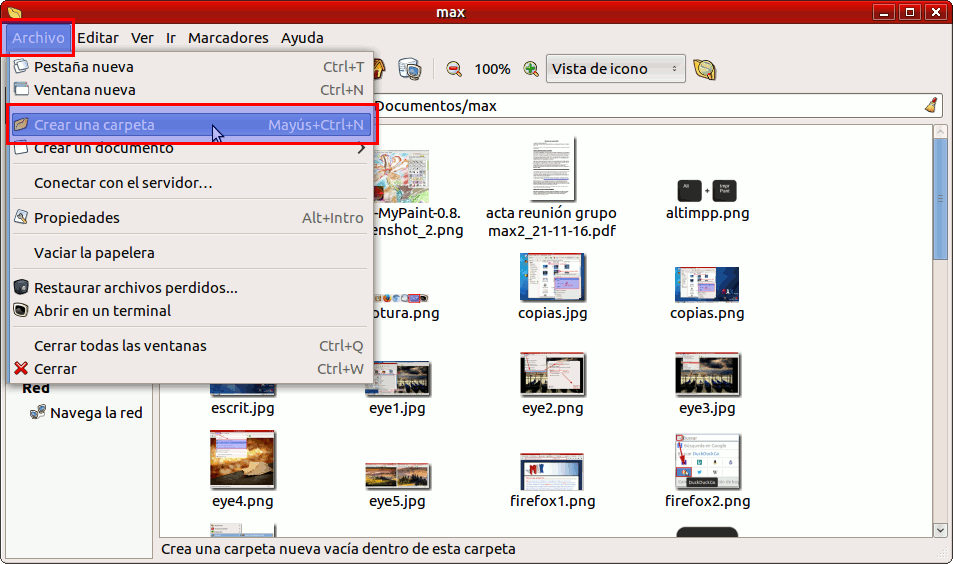 max
Archivo Editar Ver Ir Marcadores Ayuda
Pestaña nueva Ctrl+T
Ventana nueva Ctrl+N
Crear una carpeta Mayús+Ctrl+N
Crear un documento
Conectar con el servidor…
Propiedades Alt+Intro
Vaciar la papelera
Restaurar archivos perdidos...
Abrir en un terminal
Cerrar todas las ventanas Ctrl+Q
Cerrar Ctrl+W
100% Vista de icono
Documentos/max
-MyPaint-0.8.
enshot_2.png
acta reunión grupo
max2_21-11-16.pdf
Alt + Impr Pant
altimpp.png
otura.png
copias.jpg
copias.png
Red
Navega la red
escrit.jpg
eye1.jpg
eye2.png
eye3.jpg
eye4.png
eye5.jpg
firefox1.png
DuckDuckGo
firefox2.png
Crea una carpeta nueva vacía dentro de esta carpeta